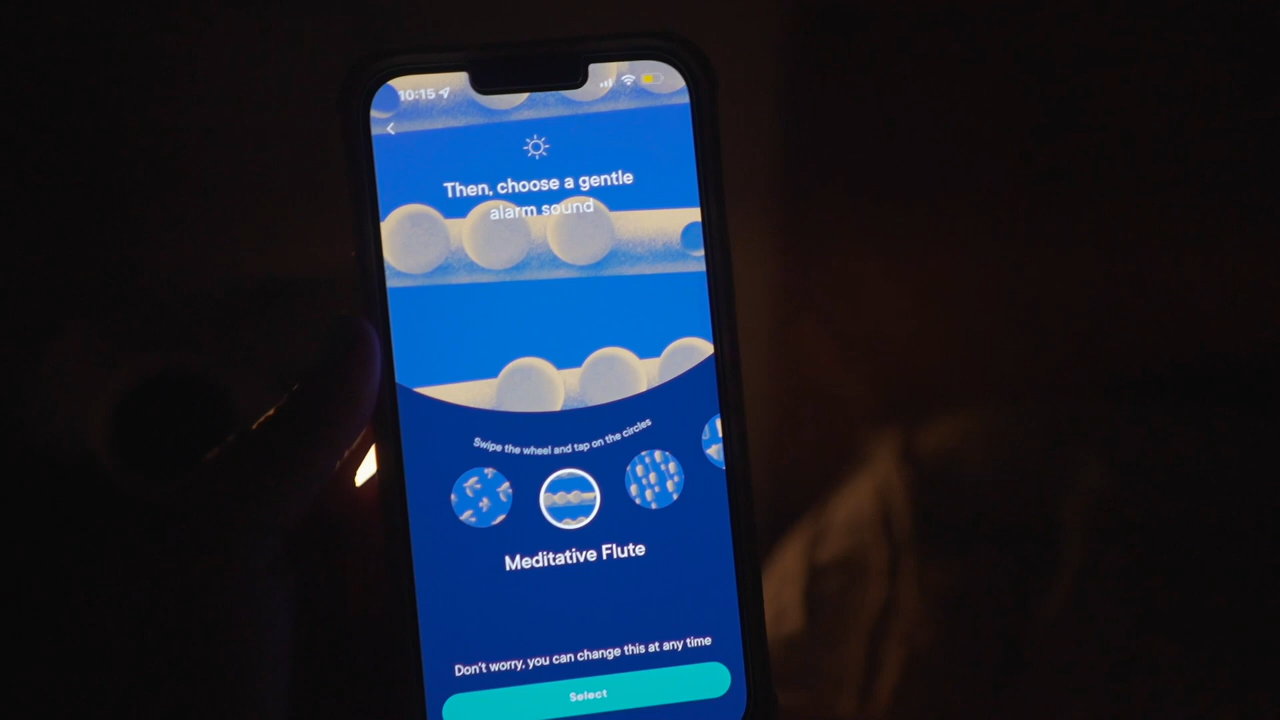 10:15
Then, choose a gentle
alarm sound
Swipe the wheel and tap on the circles
Meditative Flute
Don't worry, you can change this at any time
Select